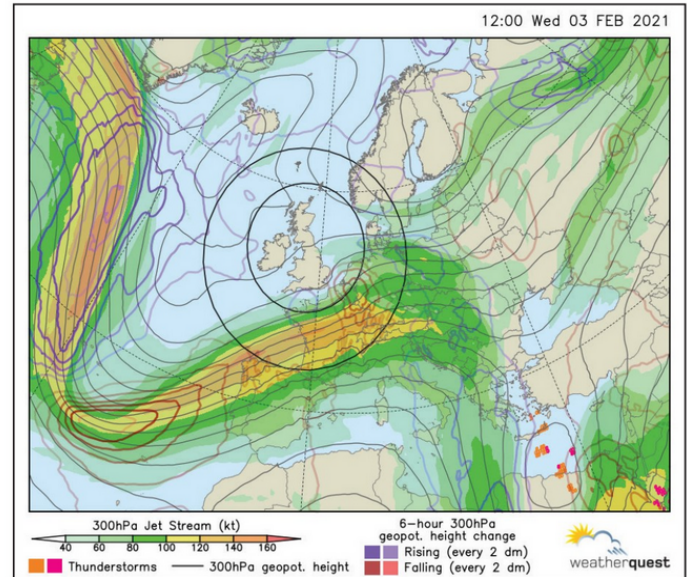 12:00 Wed 03 FEB 2021
300hPa Jet Stream (kt)
40 60 80 100 120 140 160
Thunderstorms
300hPa geopot. height
6-hour 300hPa
geopot. height change
Rising (every 2 dm)
Falling (every 2 dm)
weatherquest